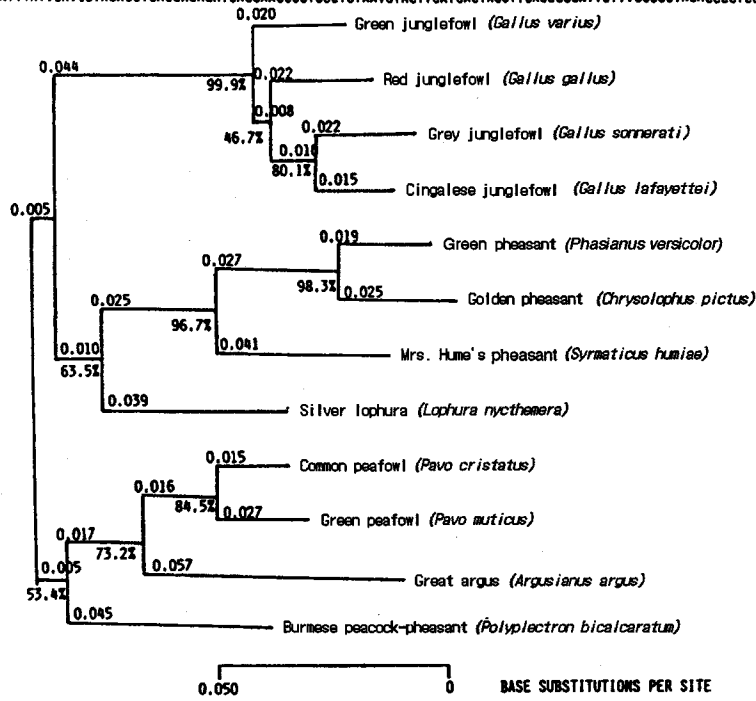 0.020
Green junglefowl (Gallus varius)
0.044
99.9%
0.022
Red junglefowl (Gallus gallus)
0.008
46.7%
0.022
Grey junglefowl (Gallus sonnerati)
80.1%
0.015
Cingalese junglefowl (Gallus lafayettei)
0.005
0.019
Green pheasant (Phasianus versicolor)
0.027
98.3%
0.025
Golden pheasant (Chrysolophus pictus)
0.025
96.7%
0.041
Mrs. Hume's pheasant (Syrmaticus humiae)
0.010
63.5%
0.039
Silver lophura (Lophura nycthemera)
0.015
Common peafowl (Pavo cristatus)
0.016
84.5%
0.027
Green peafowl (Pavo muticus)
0.017
73.2%
0.057
Great argus (Argusianus argus)
0.005
53.4%
0.045
Burmese peacock-pheasant (Polyplectron bicalcaratum)
0.050 0 BASE SUBSTITUTIONS PER SITE